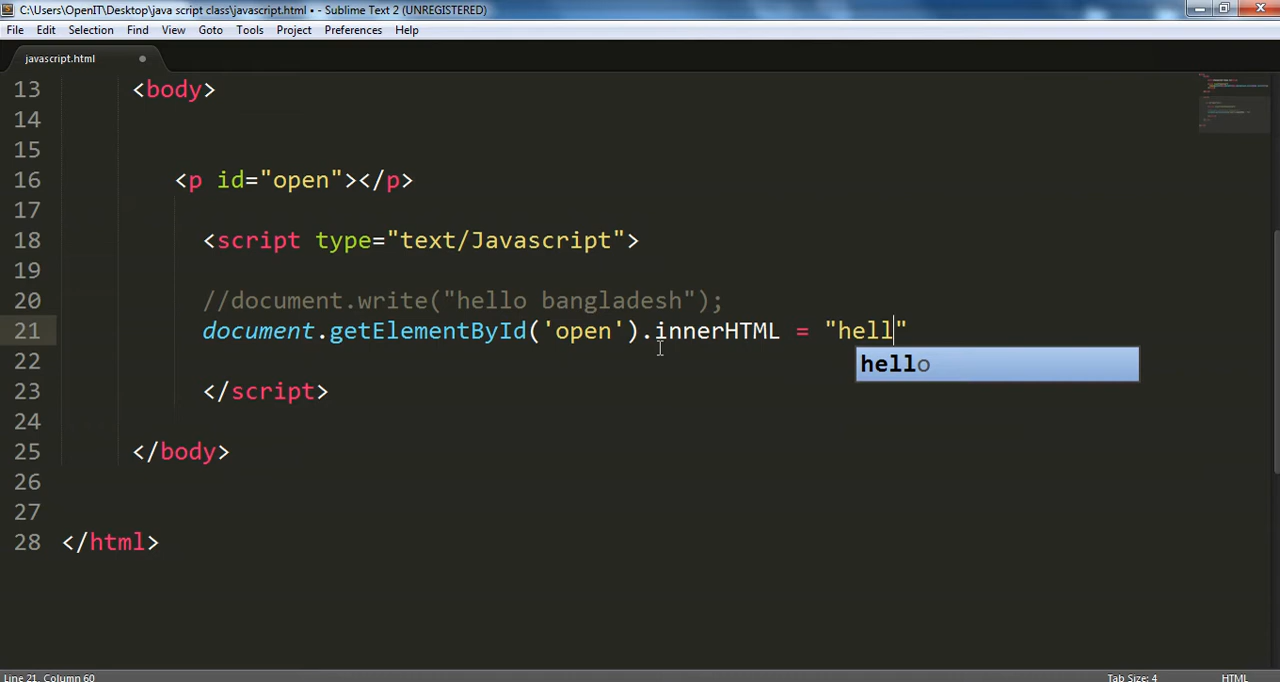 C:\Users\OpenIT\Desktop\java script class\javascript.html • - Sublime Text 2 (UNREGISTERED)
File Edit Selection Find View Goto Tools Project Preferences Help
javascript.html
13 <body>
14
15
16 <p id="open"></p>
17
18 <script type="text/Javascript">
19
20 //document.write("hello bangladesh");
21 document.getElementById('open').innerHTML = "hell"
22
hello
23 </script>
24
25 </body>
26
27
28 </html>
Line 21, Column 60 Tab Size: 4 HTML